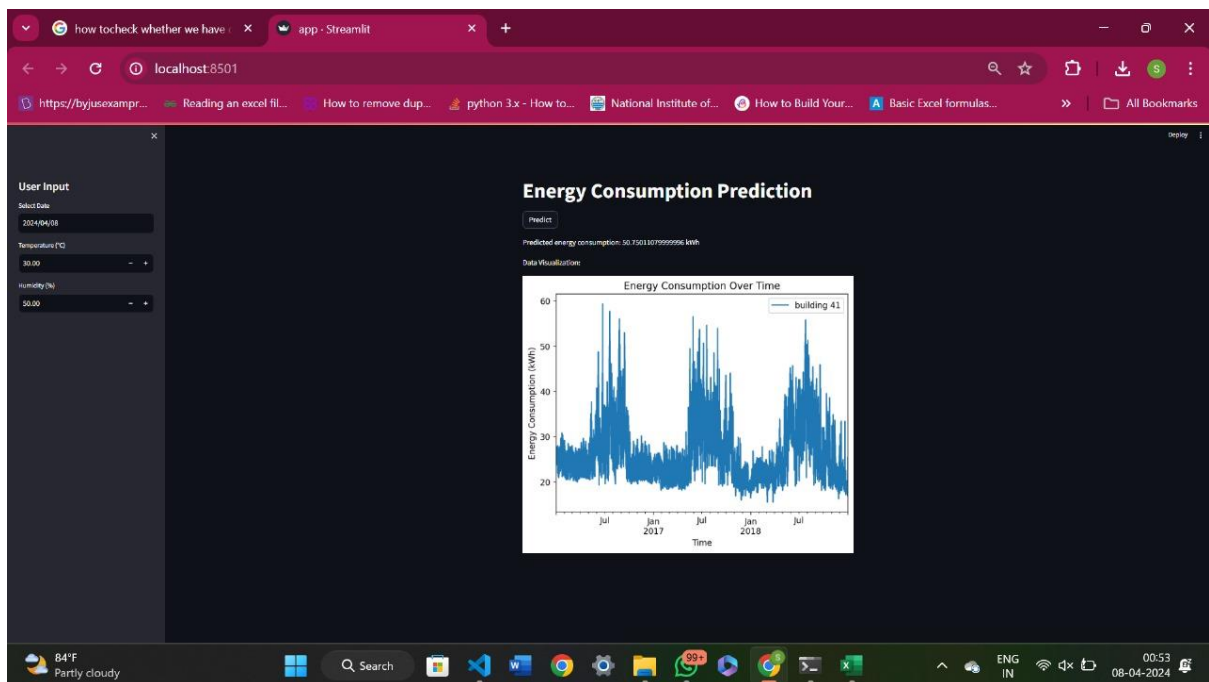 how tocheck whether we have
app · Streamlit
localhost:8501
https://byjusexampr...
Reading an excel fil...
How to remove dup...
python 3.x - How to...
National Institute of...
How to Build Your...
Basic Excel formulas...
»
All Bookmarks
Deploy
User Input
Select Date
2024/04/08
Temperature (°C)
30.00
Humidity (%)
50.00
Energy Consumption Prediction
Predict
Predicted energy consumption: 50.75011079999996 kWh
Data Visualization:
Energy Consumption Over Time
building 41
Energy Consumption (kWh)
60
50
40
30
20
Jul
Jan
2017
Jul
Jan
2018
Jul
Time
84°F
Partly cloudy
Search
99+
ENG
IN
00:53
08-04-2024